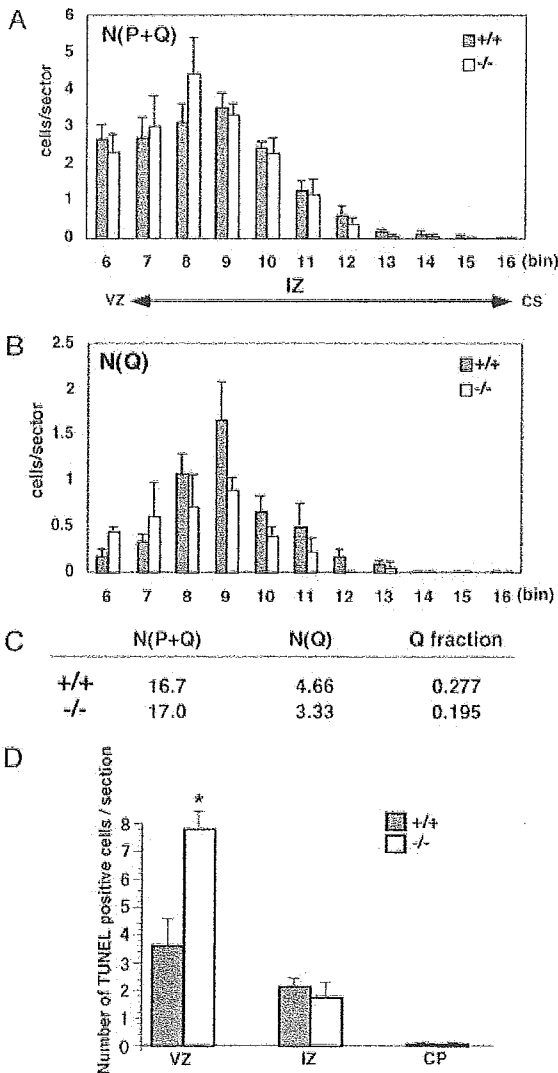 A
N(P+Q)
+/+
-/-
cells/sector
6
5
4
3
2
1
0
6 7 8 9 10 11 12 13 14 15 16 (bin)
IZ
VZ
CS
B
N(Q)
+/+
-/-
cells/sector
2.5
2
1.5
1
0.5
0
6 7 8 9 10 11 12 13 14 15 16 (bin)
C
N(P+Q) N(Q) Q fraction
+/+ 16.7 4.66 0.277
-/- 17.0 3.33 0.195
D
Number of TUNEL positive cells / section
*
+/+
-/-
8
7
6
5
4
3
2
1
0
VZ IZ CP